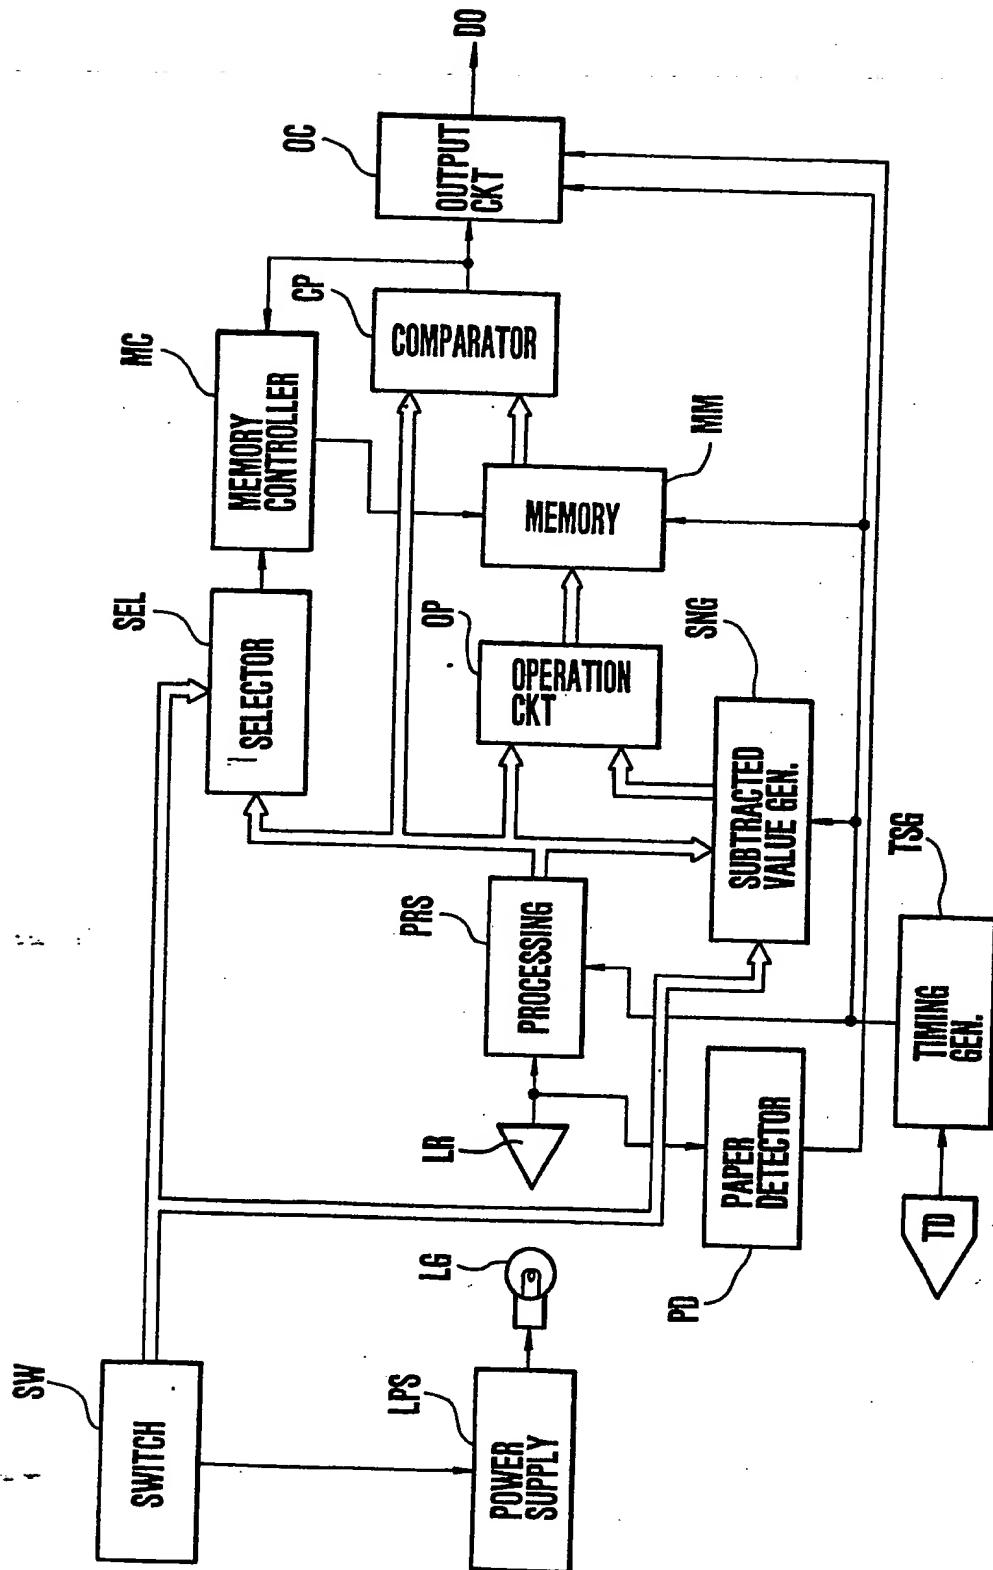 SW
SWITCH
LPS
POWER
SUPPLY
LG
LR
PRS
PROCESSING
PD
PAPER
DETECTOR
TD
TSG
TIMING
GEN.
SNG
SUBTRACTED
VALUE GEN.
OP
OPERATION
CKT
SEL
SELECTOR
MC
MEMORY
CONTROLLER
MM
MEMORY
CP
COMPARATOR
OC
OUTPUT
CKT
DO